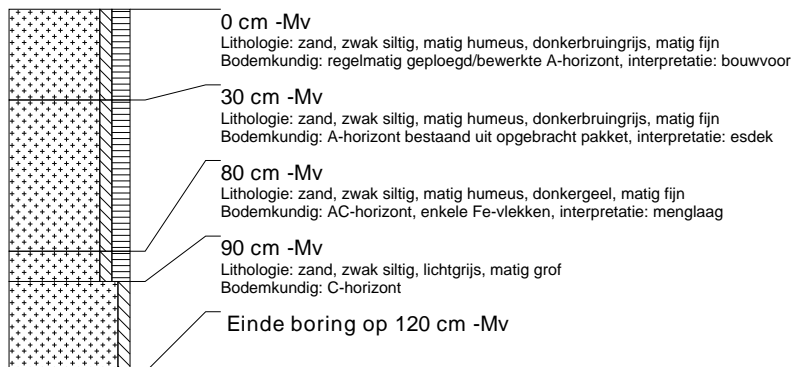 0 cm -Mv
Lithologie: zand, zwak siltig, matig humeus, donkerbruingrijs, matig fijn
Bodemkundig: regelmatig geploegd/bewerkte A-horizont, interpretatie: bouwvoor
30 cm -Mv
Lithologie: zand, zwak siltig, matig humeus, donkerbruingrijs, matig fijn
Bodemkundig: A-horizont bestaand uit opgebracht pakket, interpretatie: esdek
80 cm -Mv
Lithologie: zand, zwak siltig, matig humeus, donkergeel, matig fijn
Bodemkundig: AC-horizont, enkele Fe-vlekken, interpretatie: menglaag
90 cm -Mv
Lithologie: zand, zwak siltig, lichtgrijs, matig grof
Bodemkundig: C-horizont
Einde boring op 120 cm -Mv